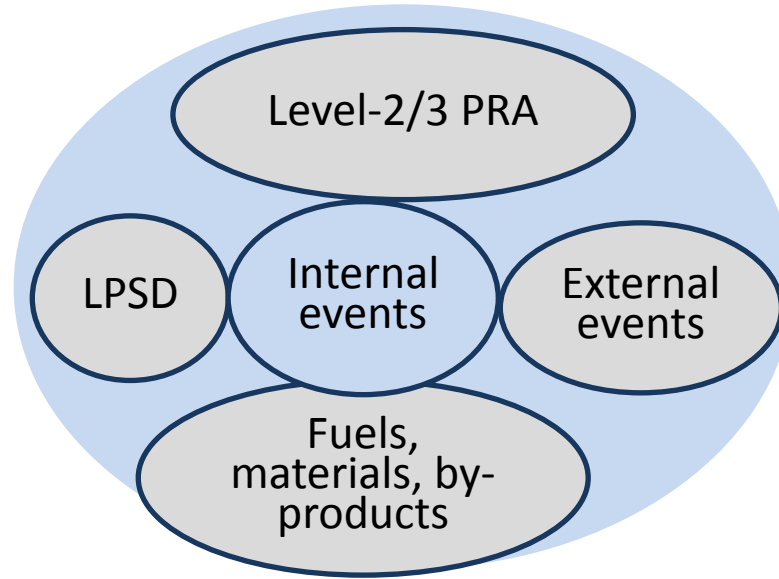 Level-2/3 PRA
LPSD
Internal
events
External
events
Fuels,
materials, by-
products